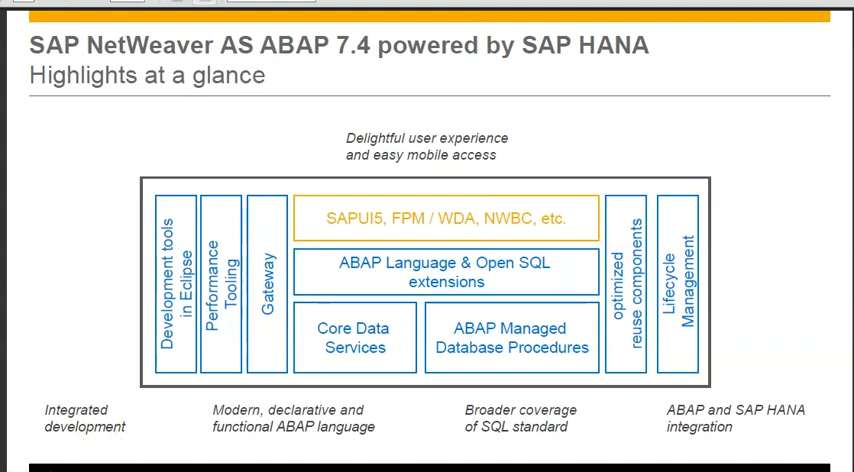 SAP NetWeaver AS ABAP 7.4 powered by SAP HANA
Highlights at a glance
Delightful user experience
and easy mobile access
Development tools
in Eclipse
Performance
Tooling
Gateway
SAPUI5, FPM / WDA, NWBC, etc.
ABAP Language & Open SQL
extensions
Core Data
Services
ABAP Managed
Database Procedures
optimized
reuse components
Lifecycle
Management
Integrated
development
Modern, declarative and
functional ABAP language
Broader coverage
of SQL standard
ABAP and SAP HANA
integration